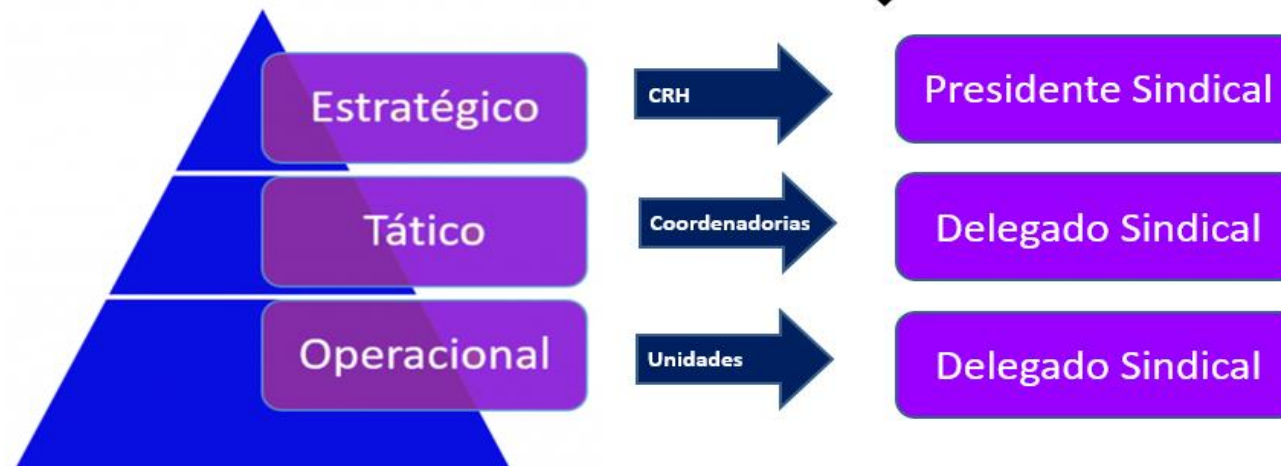 Estratégico
CRH
Presidente Sindical
Tático
Coordenadorias
Delegado Sindical
Operacional
Unidades
Delegado Sindical